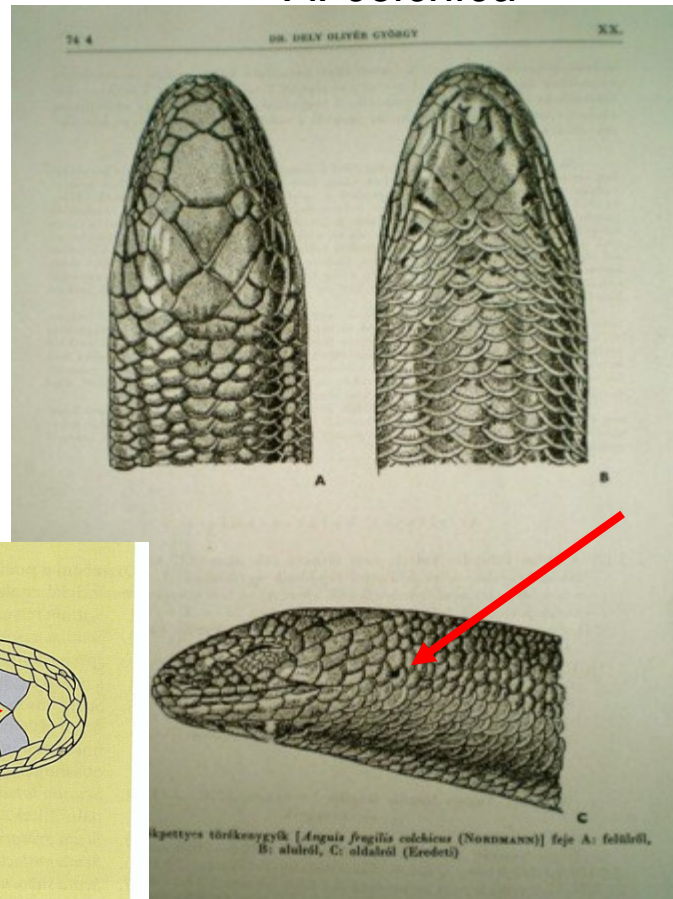 74 4 DR. DELY OLIVÉR GYÖRGY XX.
A
B
C
kpettyes törékenygyík [Anguis fragilis colchicus (NORDMANN)] feje A: felülről,
B: alulról, C: oldalról (Eredeti)